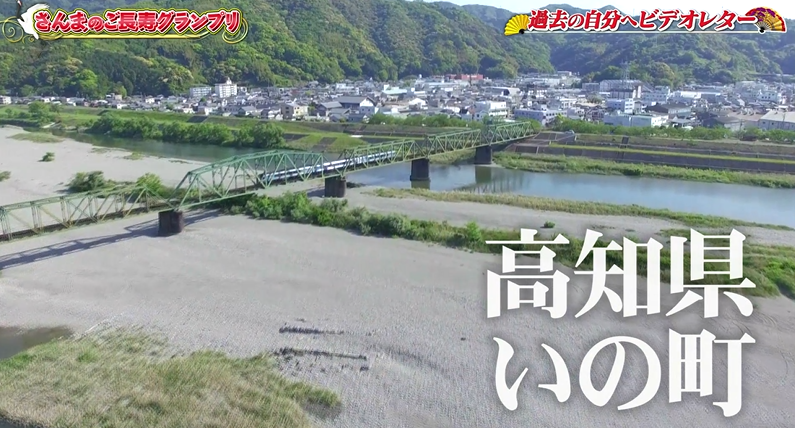 さんまのご長寿グランプリ
過去の自分へビデオレター
高知県
いの町